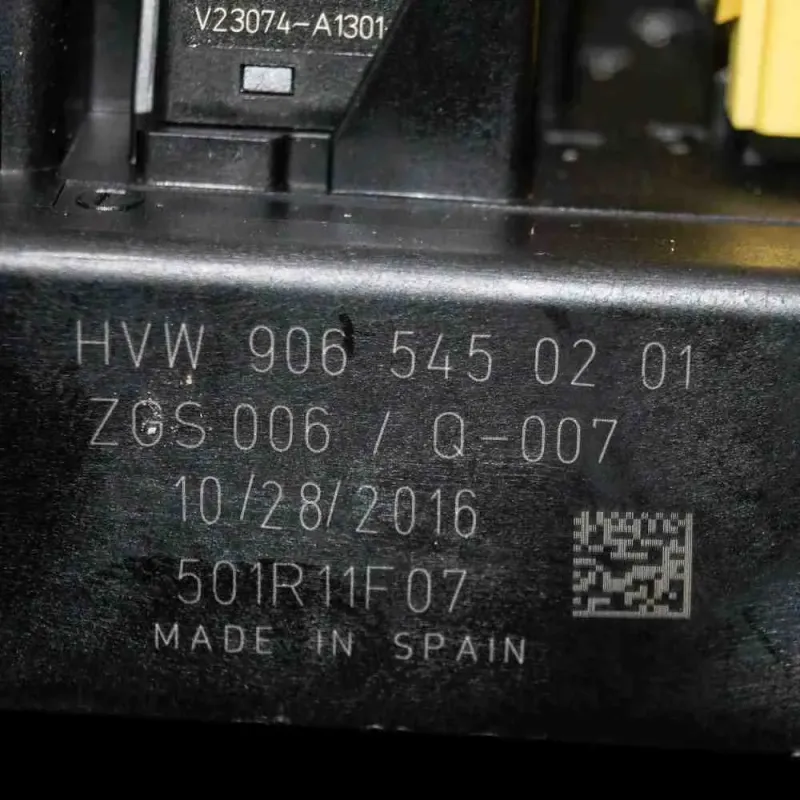 V23074-A1301-
HVW 906 545 02 01
ZGS 006 / Q-007
10/28/2016
501R11F07
MADE IN SPAIN